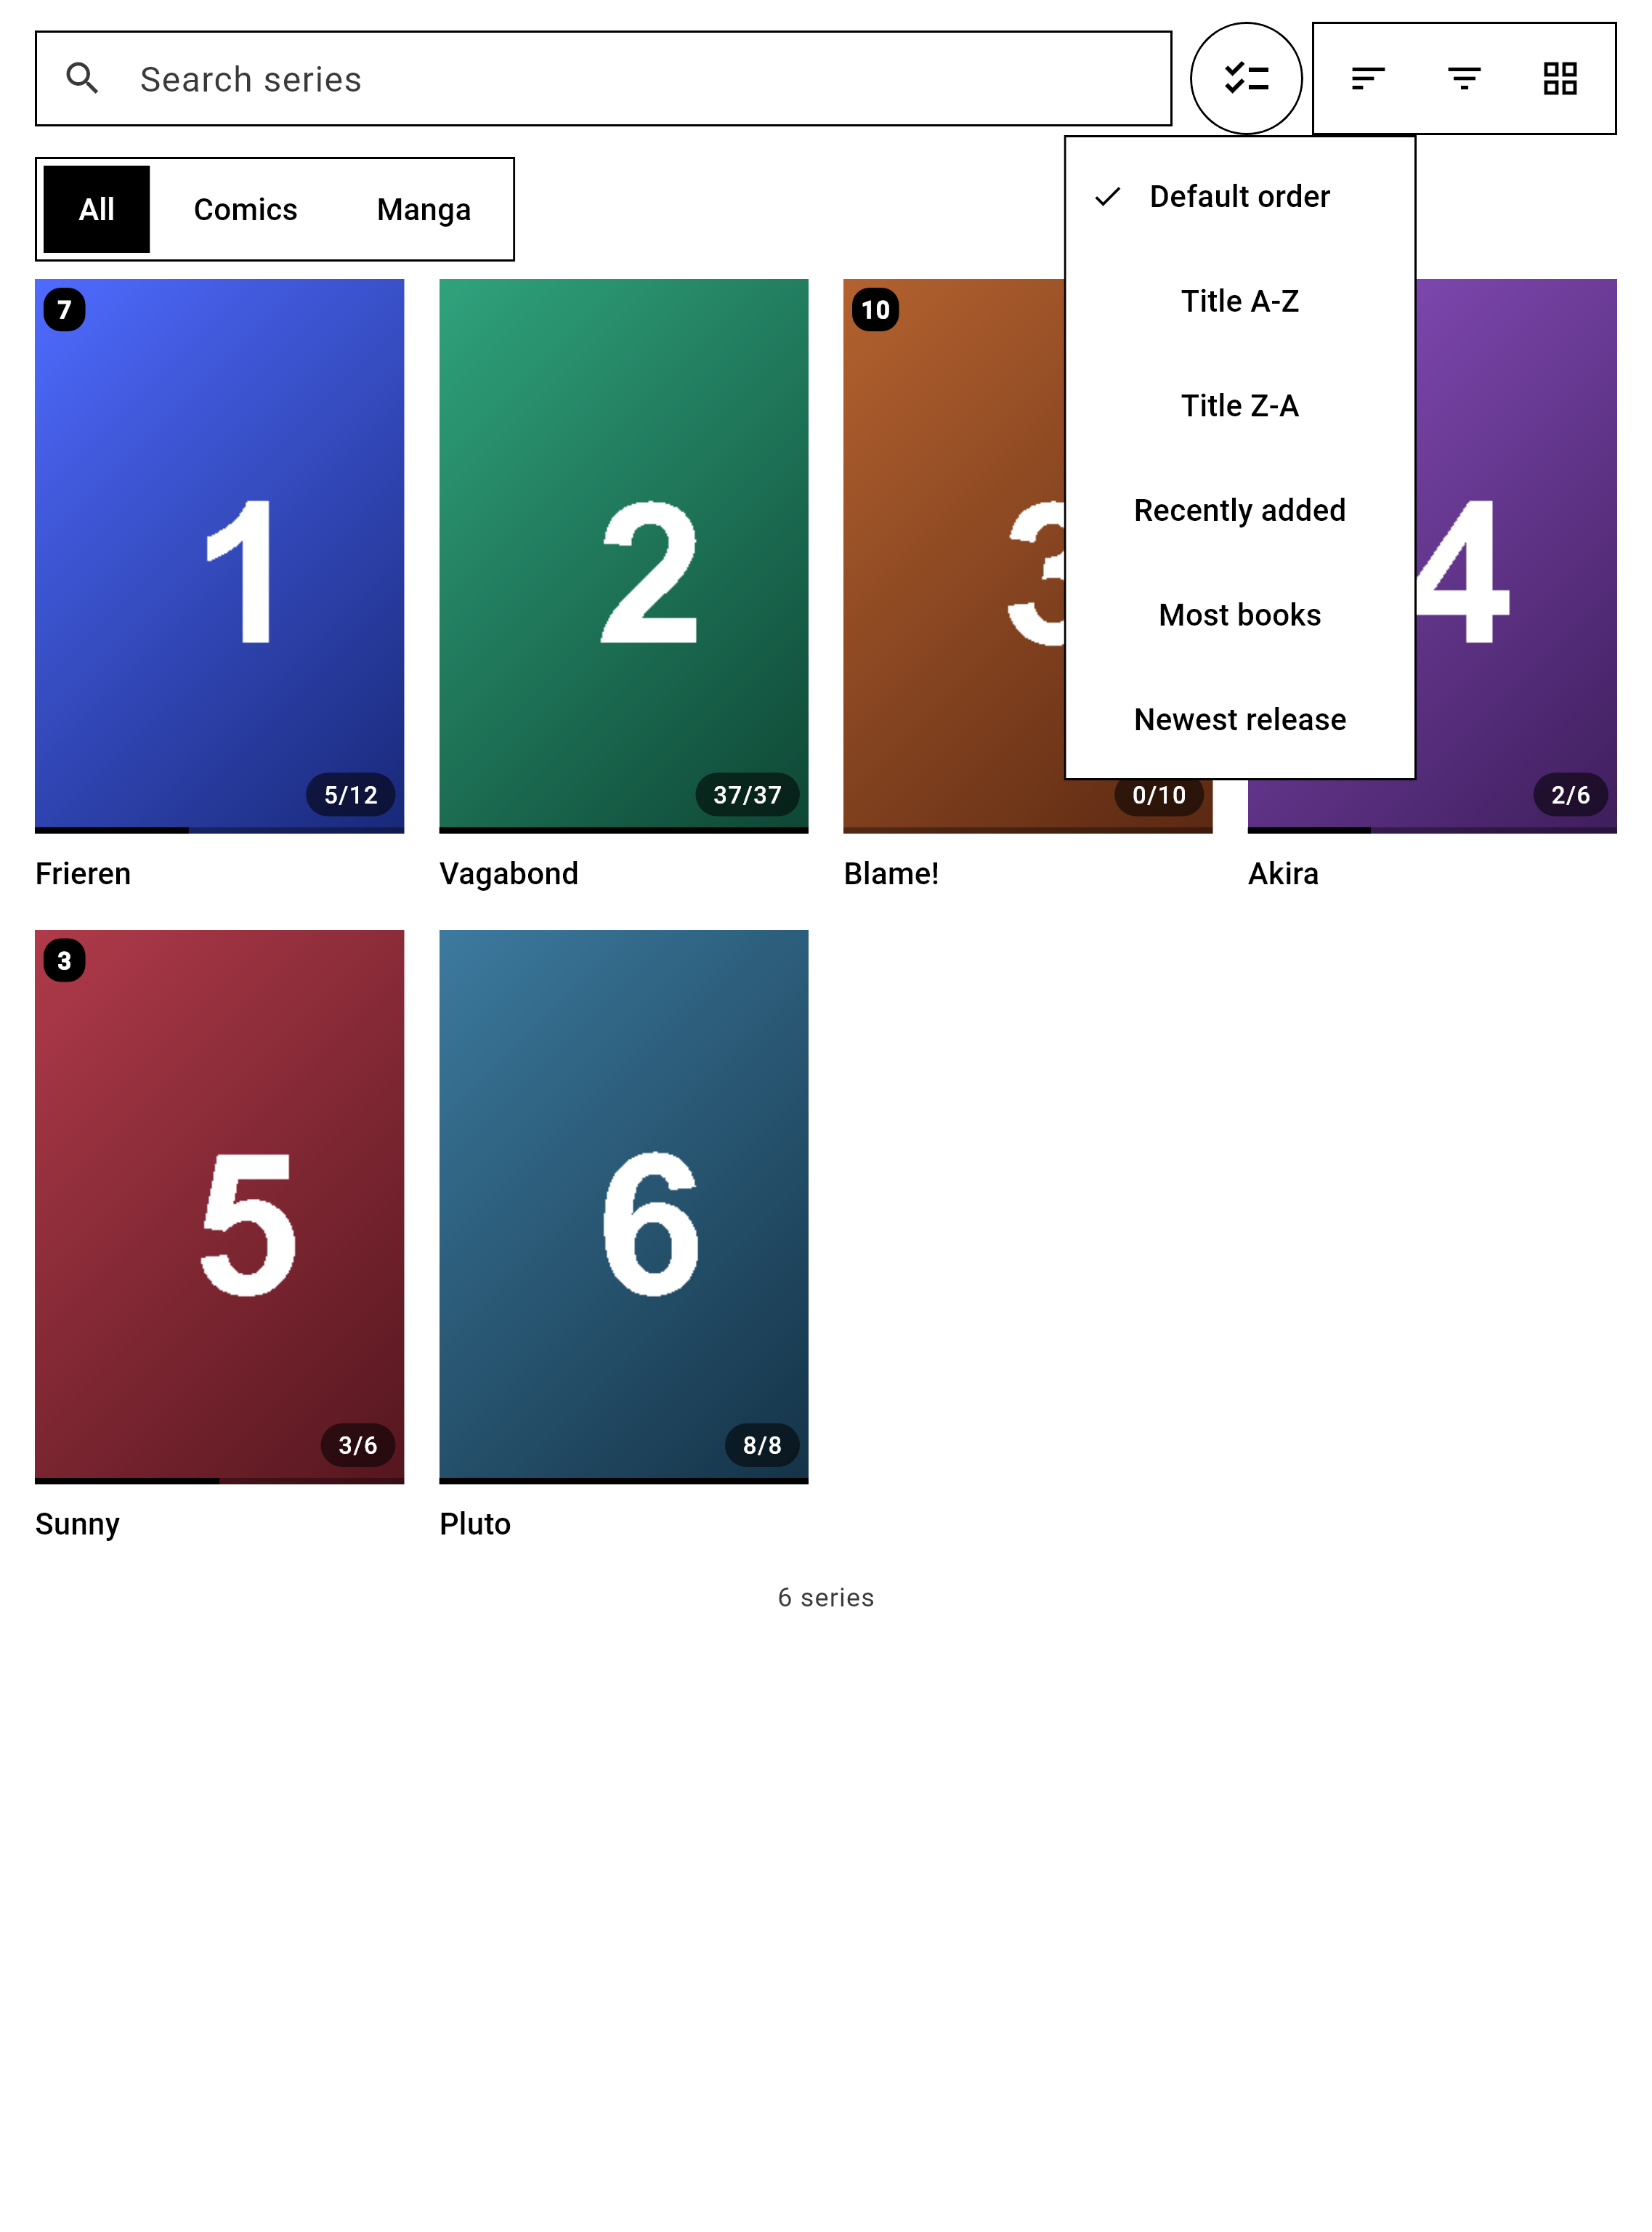 Search series
All Comics Manga
Default order
Title A-Z
Title Z-A
Recently added
Most books
Newest release
7
1
5/12
Frieren
2
37/37
Vagabond
10
3
0/10
Blame!
4
2/6
Akira
3
5
3/6
Sunny
6
8/8
Pluto
6 series